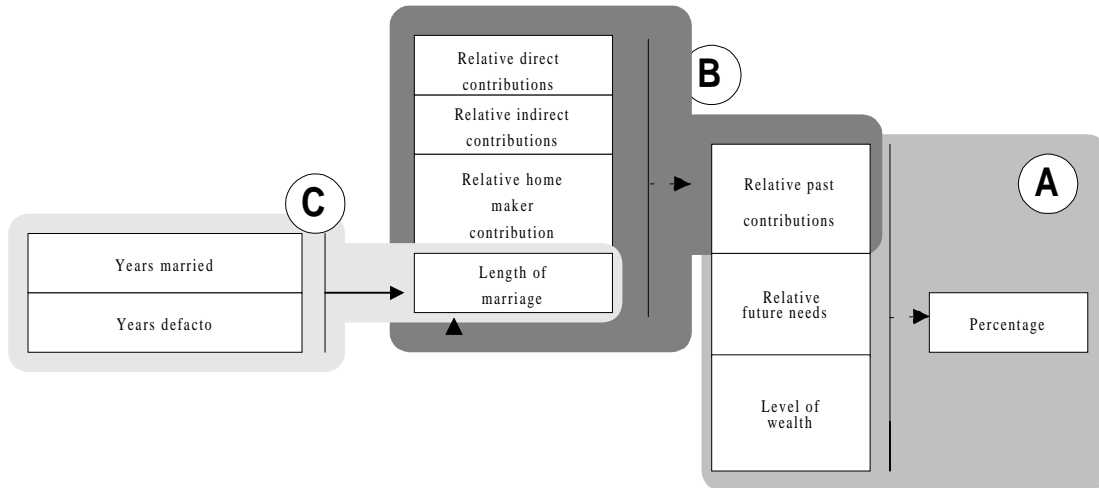 Relative direct
contributions
Relative indirect
contributions
Relative home
maker
contribution
Length of
marriage
B
C
Years married
Years defacto
A
Relative past
contributions
Relative
future needs
Level of
wealth
Percentage